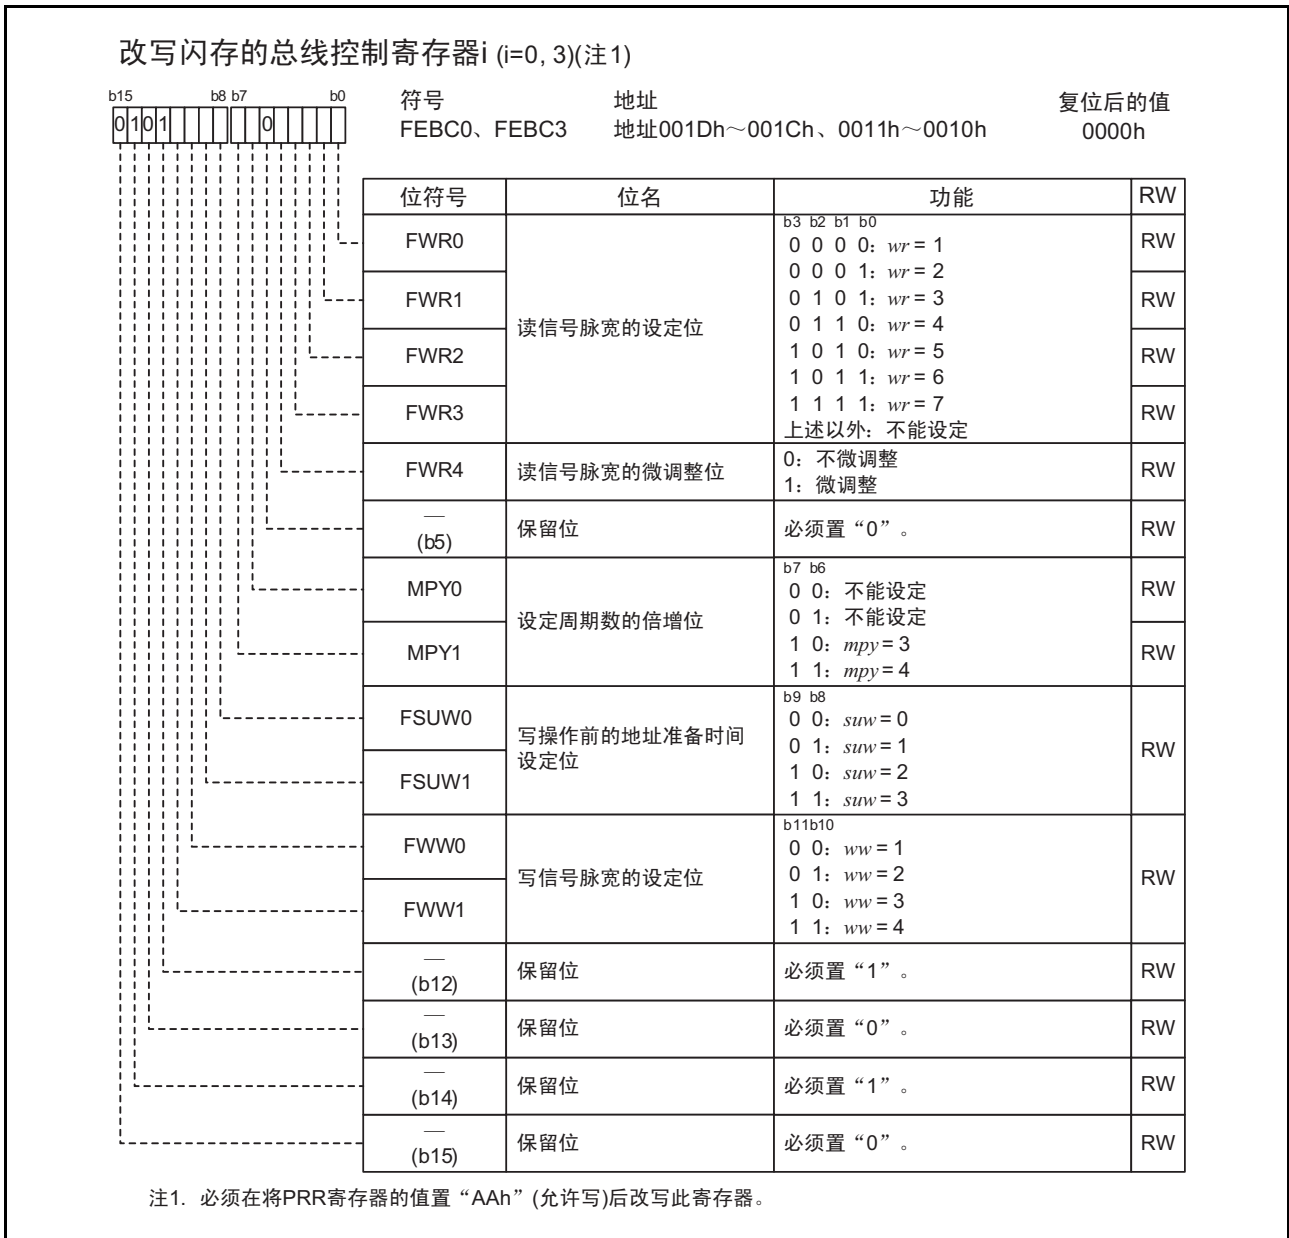 改写闪存的总线控制寄存器i (i=0, 3)(注1)
b15 b8 b7 b0
0 1 0 1 0
符号 地址 复位后的值
FEBC0、FEBC3 地址001Dh～001Ch、0011h～0010h 0000h
位符号 位名 功能 RW
FWR0 RW
FWR1 RW
FWR2 RW
FWR3 RW
读信号脉宽的设定位
b3 b2 b1 b0
0 0 0 0: wr = 1
0 0 0 1: wr = 2
0 1 0 1: wr = 3
0 1 1 0: wr = 4
1 0 1 0: wr = 5
1 0 1 1: wr = 6
1 1 1 1: wr = 7
上述以外: 不能设定
FWR4 读信号脉宽的微调整位 RW
0: 不微调整
1: 微调整
—
(b5) 保留位 必须置“0”。 RW
MPY0 RW
MPY1 RW
设定周期数的倍增位
b7 b6
0 0: 不能设定
0 1: 不能设定
1 0: mpy = 3
1 1: mpy = 4
FSUW0
FSUW1
写操作前的地址准备时间
设定位
b9 b8
0 0: suw = 0
0 1: suw = 1
1 0: suw = 2
1 1: suw = 3
RW
FWW0
FWW1
写信号脉宽的设定位
b11b10
0 0: ww = 1
0 1: ww = 2
1 0: ww = 3
1 1: ww = 4
RW
—
(b12) 保留位 必须置“1”。 RW
—
(b13) 保留位 必须置“0”。 RW
—
(b14) 保留位 必须置“1”。 RW
—
(b15) 保留位 必须置“0”。 RW
注1. 必须在将PRR寄存器的值置“AAh”(允许写)后改写此寄存器。